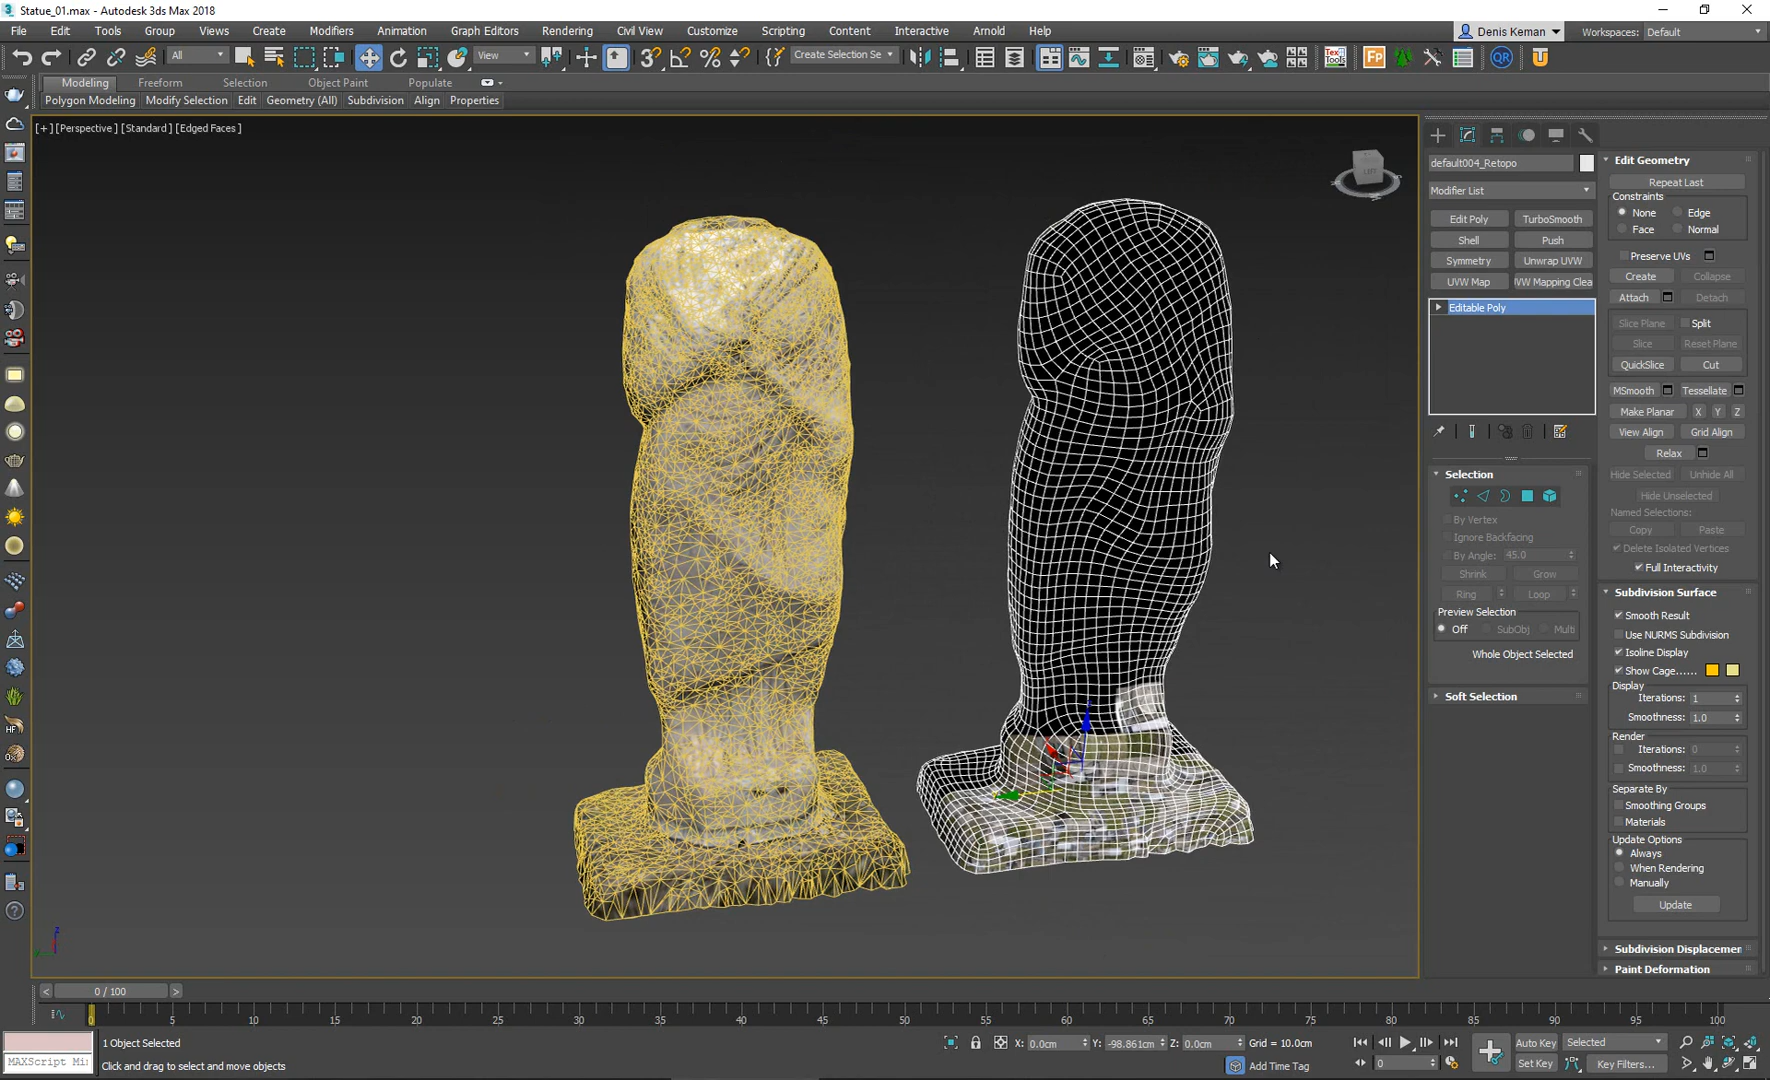 Statue_01.max - Autodesk 3ds Max 2018
File Edit Tools Group Views Create Modifiers Animation Graph Editors Rendering Civil View Customize Scripting Content Interactive Arnold Help
Denis Keman
Workspaces: Default
All
View
Create Selection Se
Modeling Freeform Selection Object Paint Populate
Polygon Modeling Modify Selection Edit Geometry (All) Subdivision Align Properties
[+] [Perspective] [Standard] [Edged Faces]
default004_Retopo
Modifier List
Edit Poly TurboSmooth
Shell Push
Symmetry Unwrap UVW
UVW Map VW Mapping Clea
Editable Poly
Selection
By Vertex
Ignore Backfacing
By Angle: 45.0
Shrink Grow
Ring Loop
Preview Selection
Off SubObj Multi
Whole Object Selected
Soft Selection
Edit Geometry
Repeat Last
Constraints
None Edge
Face Normal
Preserve UVs
Create Collapse
Attach Detach
Slice Plane Split
Slice Reset Plane
QuickSlice Cut
MSmooth Tessellate
Make Planar X Y Z
View Align Grid Align
Relax
Hide Selected Unhide All
Hide Unselected
Named Selections:
Copy Paste
Delete Isolated Vertices
Full Interactivity
Subdivision Surface
Smooth Result
Use NURMS Subdivision
Isoline Display
Show Cage......
Display
Iterations: 1
Smoothness: 1.0
Render
Iterations: 0
Smoothness: 1.0
Separate By
Smoothing Groups
Materials
Update Options
Always
When Rendering
Manually
Update
Subdivision Displacemen
Paint Deformation
0 / 100
0 5 10 15 20 25 30 35 40 45 50 55 60 65 70 75 80 85 90 95 100
1 Object Selected
X: 0.0cm Y: -98.861cm Z: 0.0cm Grid = 10.0cm
Auto Key Selected
MAXScript Mi
Click and drag to select and move objects
Add Time Tag
0
Set Key Key Filters...